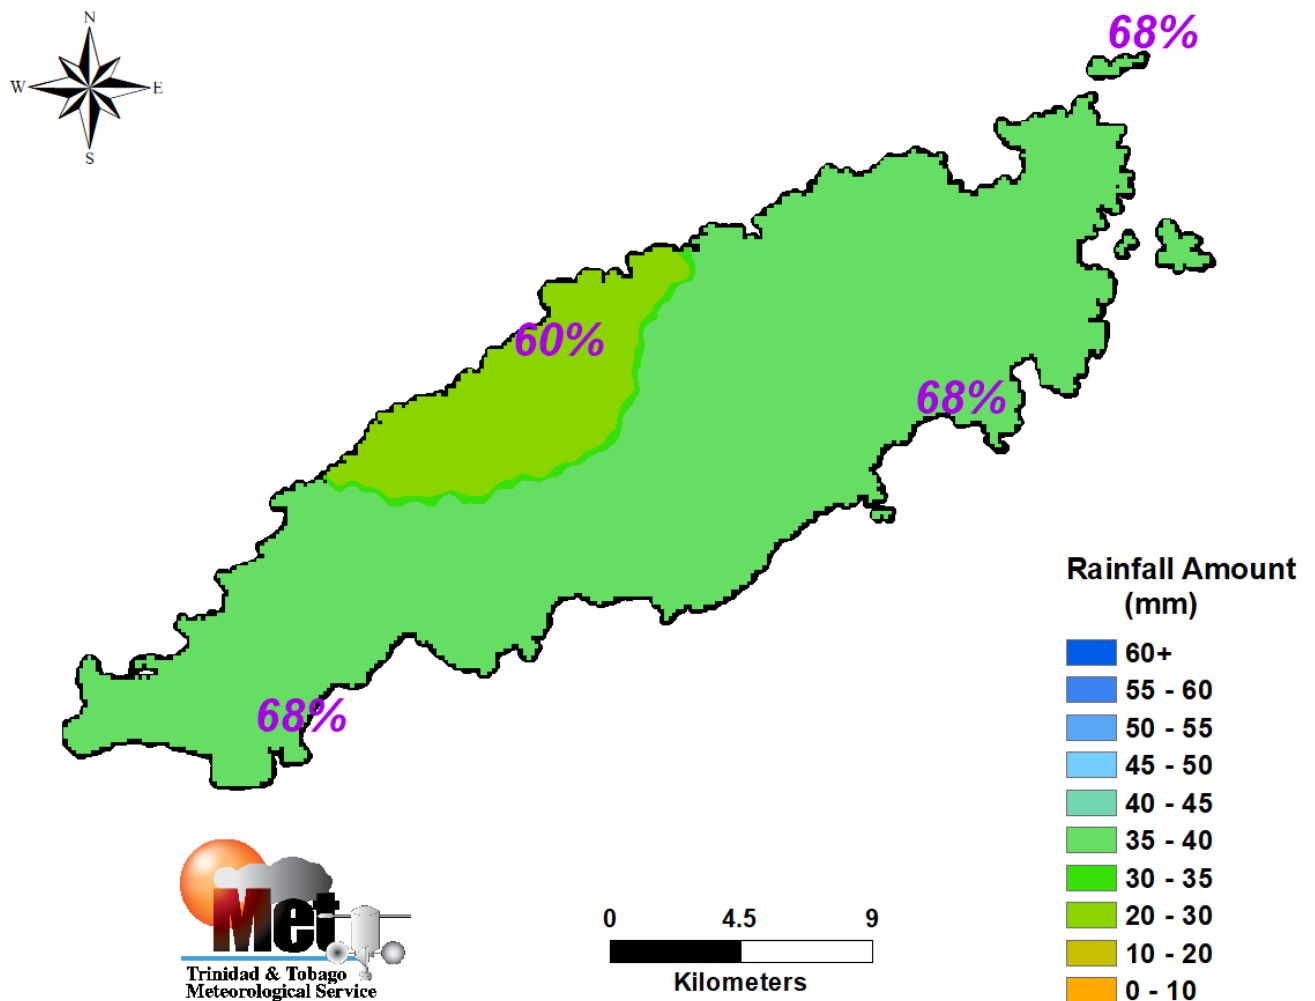 N
68%
W
E
S
60%
68%
68%
Rainfall Amount
(mm)
60+
55 - 60
50 - 55
45 - 50
40 - 45
35 - 40
30 - 35
20 - 30
10 - 20
0 - 10
Met
Trinidad & Tobago
Meteorological Service
0 4.5 9
Kilometers